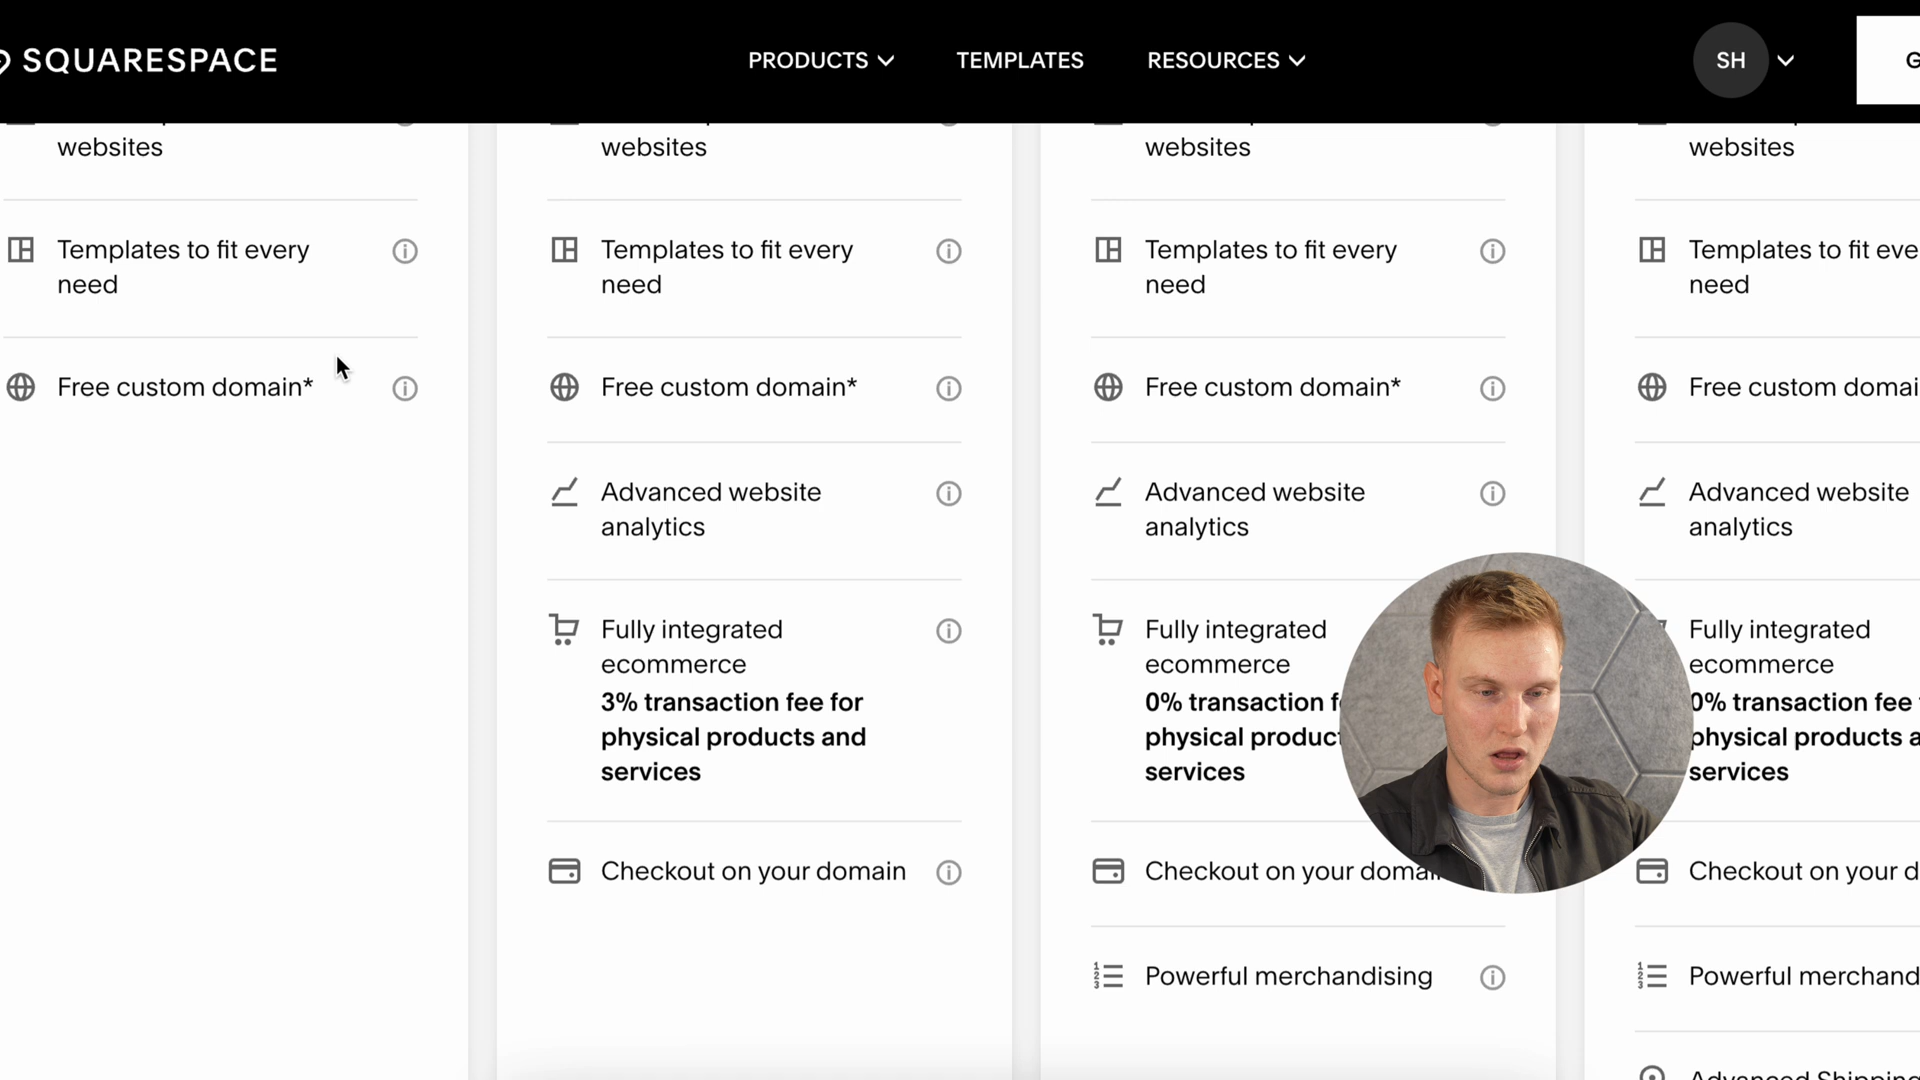 SQUARESPACE
PRODUCTS
TEMPLATES
RESOURCES
SH
G
websites
Templates to fit every
need
Free custom domain*
websites
Templates to fit every
need
Free custom domain*
Advanced website
analytics
Fully integrated
ecommerce
3% transaction fee for
physical products and
services
Checkout on your domain
websites
Templates to fit every
need
Free custom domain*
Advanced website
analytics
Fully integrated
ecommerce
0% transaction f
physical produc
services
Checkout on your domai
Powerful merchandising
websites
Templates to fit eve
need
Free custom domai
Advanced website
analytics
Fully integrated
ecommerce
0% transaction fee
physical products a
services
Checkout on your d
Powerful merchand
Advanced Shipping